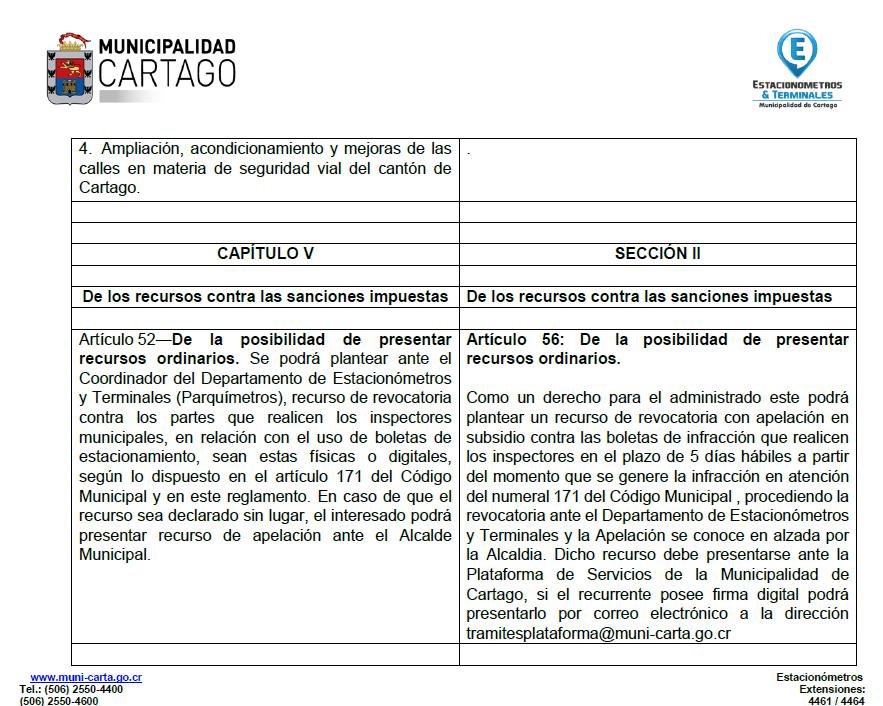 MUNICIPALIDAD
CARTAGO
E
ESTACIONOMETROS
& TERMINALES
Municipalidad de Cartago
4. Ampliación, acondicionamiento y mejoras de las
calles en materia de seguridad vial del cantón de
Cartago.
.
CAPÍTULO V
SECCIÓN II
De los recursos contra las sanciones impuestas
De los recursos contra las sanciones impuestas
Artículo 52—De la posibilidad de presentar
recursos ordinarios. Se podrá plantear ante el
Coordinador del Departamento de Estacionómetros
y Terminales (Parquímetros), recurso de revocatoria
contra los partes que realicen los inspectores
municipales, en relación con el uso de boletas de
estacionamiento, sean estas físicas o digitales,
según lo dispuesto en el artículo 171 del Código
Municipal y en este reglamento. En caso de que el
recurso sea declarado sin lugar, el interesado podrá
presentar recurso de apelación ante el Alcalde
Municipal.
Artículo 56: De la posibilidad de presentar
recursos ordinarios.
Como un derecho para el administrado este podrá
plantear un recurso de revocatoria con apelación en
subsidio contra las boletas de infracción que realicen
los inspectores en el plazo de 5 días hábiles a partir
del momento que se genere la infracción en atención
del numeral 171 del Código Municipal , procediendo la
revocatoria ante el Departamento de Estacionómetros
y Terminales y la Apelación se conoce en alzada por
la Alcaldia. Dicho recurso debe presentarse ante la
Plataforma de Servicios de la Municipalidad de
Cartago, si el recurrente posee firma digital podrá
presentarlo por correo electrónico a la dirección
tramitesplataforma@muni-carta.go.cr
www.muni-carta.go.cr
Tel.: (506) 2550-4400
(506) 2550-4600
Estacionómetros
Extensiones:
4461 / 4464